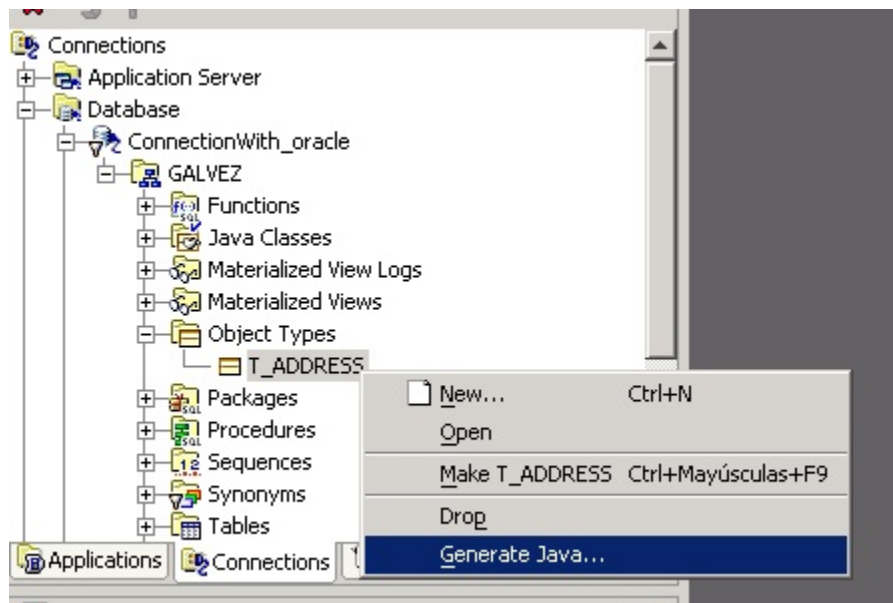 Connections
Application Server
Database
ConnectionWith_oracle
GALVEZ
Functions
Java Classes
Materialized View Logs
Materialized Views
Object Types
T_ADDRESS
Packages
Procedures
Sequences
Synonyms
Tables
New... Ctrl+N
Open
Make T_ADDRESS Ctrl+Mayúsculas+F9
Drop
Generate Java...
Applications Connections